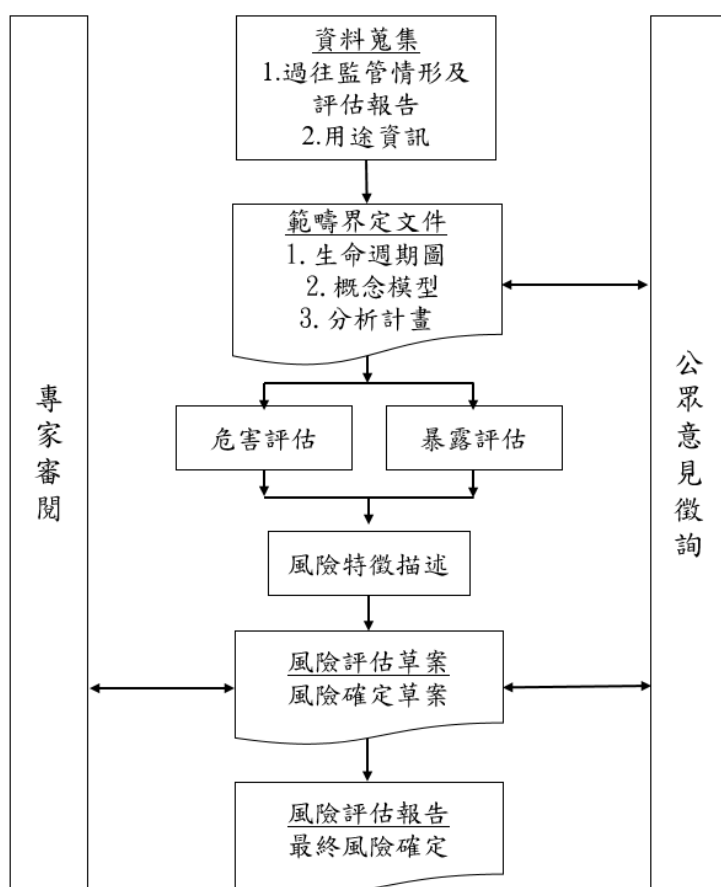 資料蒐集
1.過往監管情形及
評估報告
2.用途資訊
範疇界定文件
1. 生命週期圖
2. 概念模型
3. 分析計畫
專家審閱
公眾意見徵詢
危害評估
暴露評估
風險特徵描述
風險評估草案
風險確定草案
風險評估報告
最終風險確定